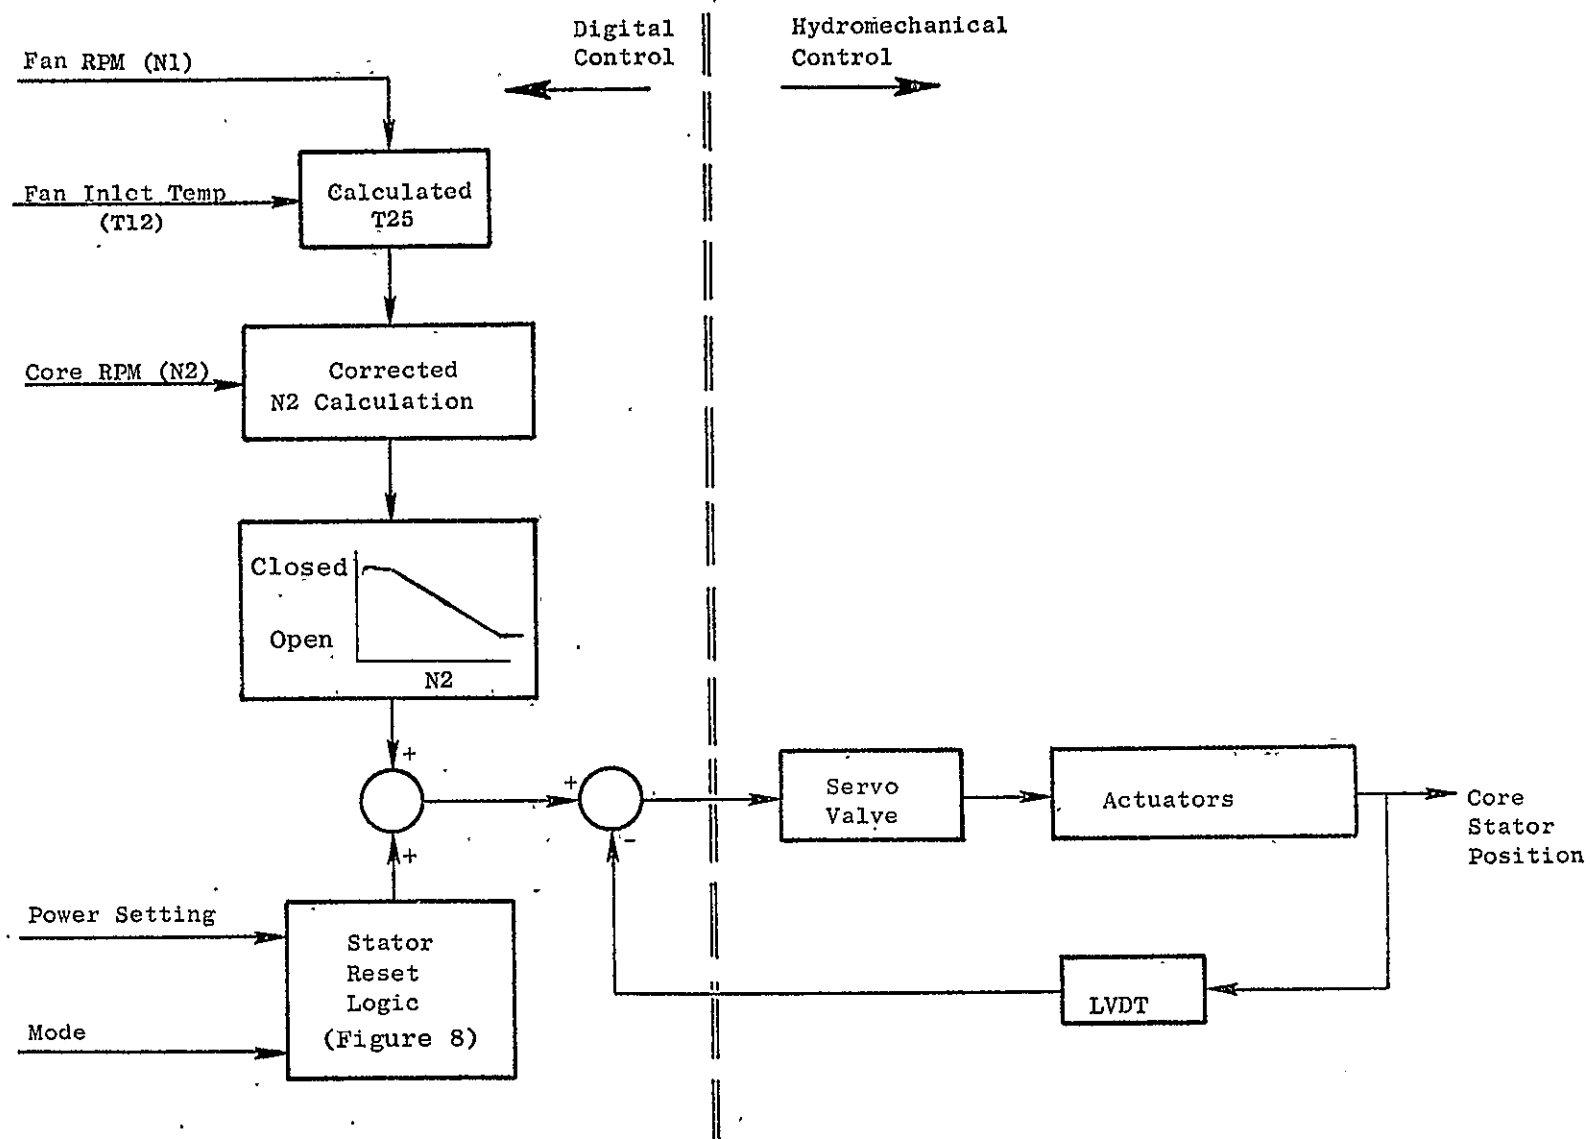 Digital
Control
Hydromechanical
Control
Fan RPM (N1)
Calculated
T25
Fan Inlct Temp
(T12)
Core RPM (N2)
Corrected
N2 Calculation
Closed
Open
N2
+
+
+
-
Servo
Valve
Actuators
Core
Stator
Position
Power Setting
Mode
Stator
Reset
Logic
(Figure 8)
LVDT